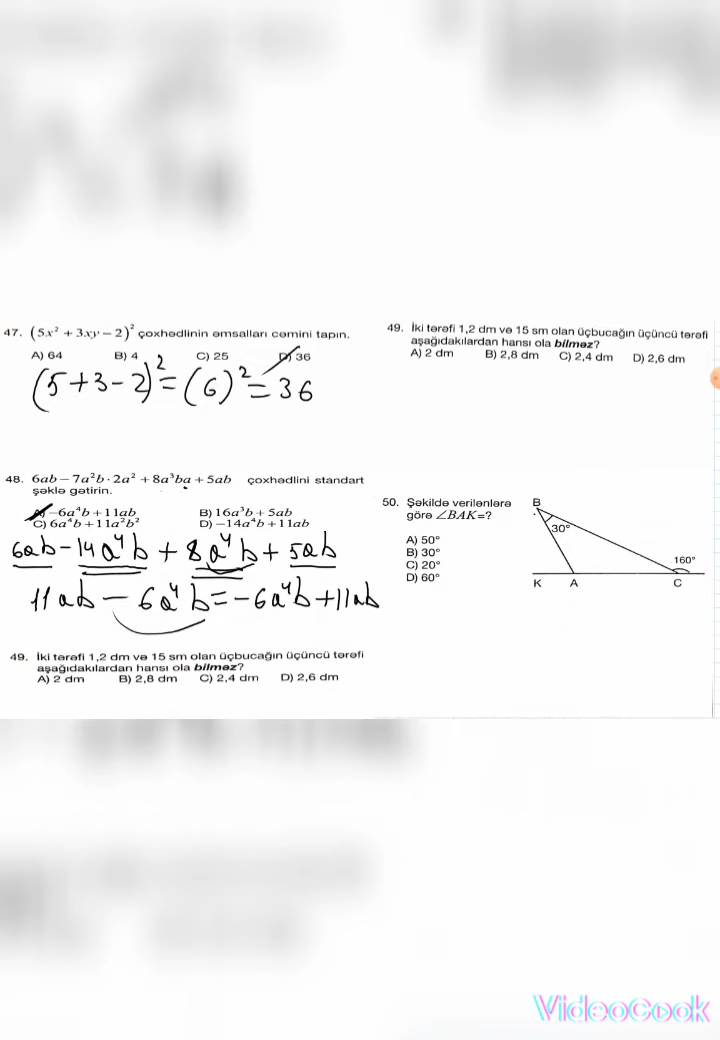 47. (5x² + 3xy − 2)² çoxhədlinin əmsalları cəmini tapın.
A) 64 B) 4 C) 25 D) 36
(5+3-2)² = (6)² = 36
48. 6ab − 7a²b · 2a² + 8a³ba + 5ab çoxhədlini standart
şəklə gətirin.
A) −6a⁴b + 11ab B) 16a³b + 5ab
C) 6a⁴b + 11a²b² D) −14a⁴b + 11ab
6ab - 14a⁴b + 8a⁴b + 5ab
11ab - 6a⁴b = -6a⁴b + 11ab
49. İki tərəfi 1,2 dm və 15 sm olan üçbucağın üçüncü tərəfi
aşağıdakılardan hansı ola bilməz?
A) 2 dm B) 2,8 dm C) 2,4 dm D) 2,6 dm
49. İki tərəfi 1,2 dm və 15 sm olan üçbucağın üçüncü tərəfi
aşağıdakılardan hansı ola bilməz?
A) 2 dm B) 2,8 dm C) 2,4 dm D) 2,6 dm
50. Şəkildə verilənlərə
görə ∠BAK=?
A) 50°
B) 30°
C) 20°
D) 60°
B
30°
160°
K A C
VideoCook